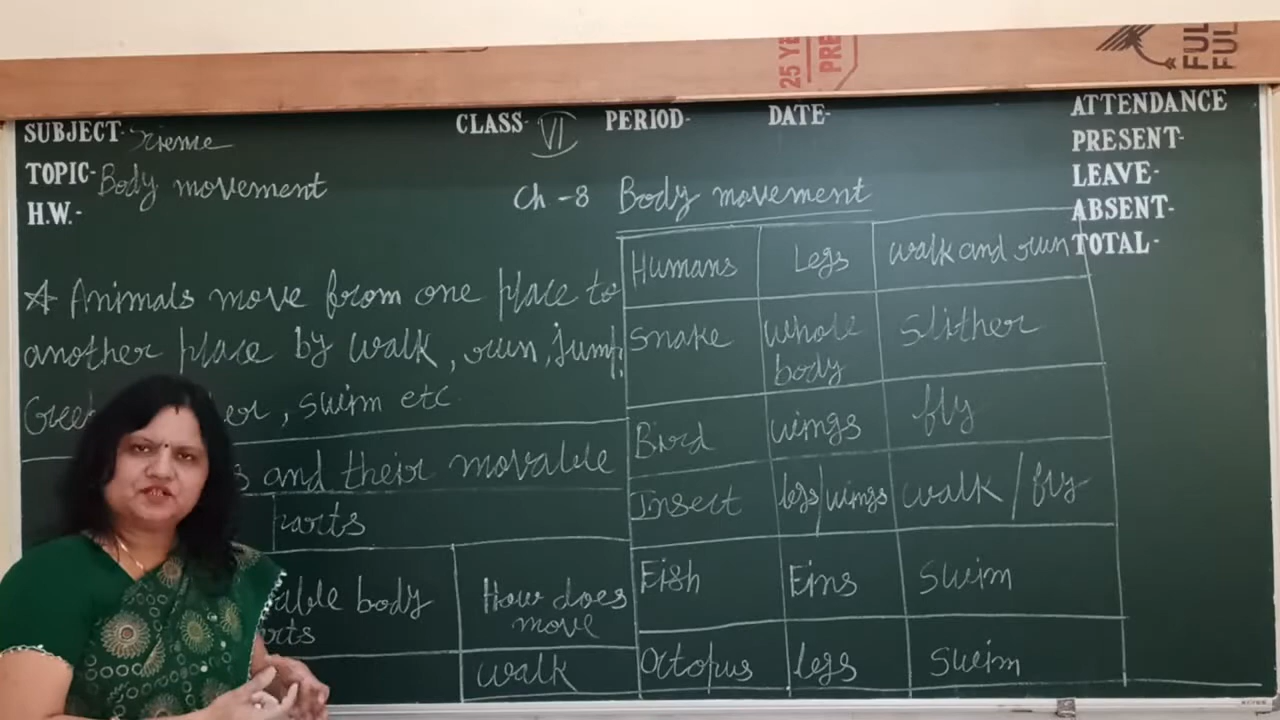 25 YE
PRE
FUL
FUL
SUBJECT- Science
CLASS- VI
PERIOD-
DATE-
ATTENDANCE
PRESENT-
LEAVE-
ABSENT-
TOTAL-
TOPIC- Body movement
H.W.-
Ch-8 Body movement
Animals move from one place to
another place by walk, run, jump,
er, swim etc
s and their movable
parts
able body
rts
How does
move
walk
Humans Legs walk and run
Snake whole body slither
Bird wings fly
Insect legs/wings walk / fly
Fish Fins Swim
Octopus legs Swim